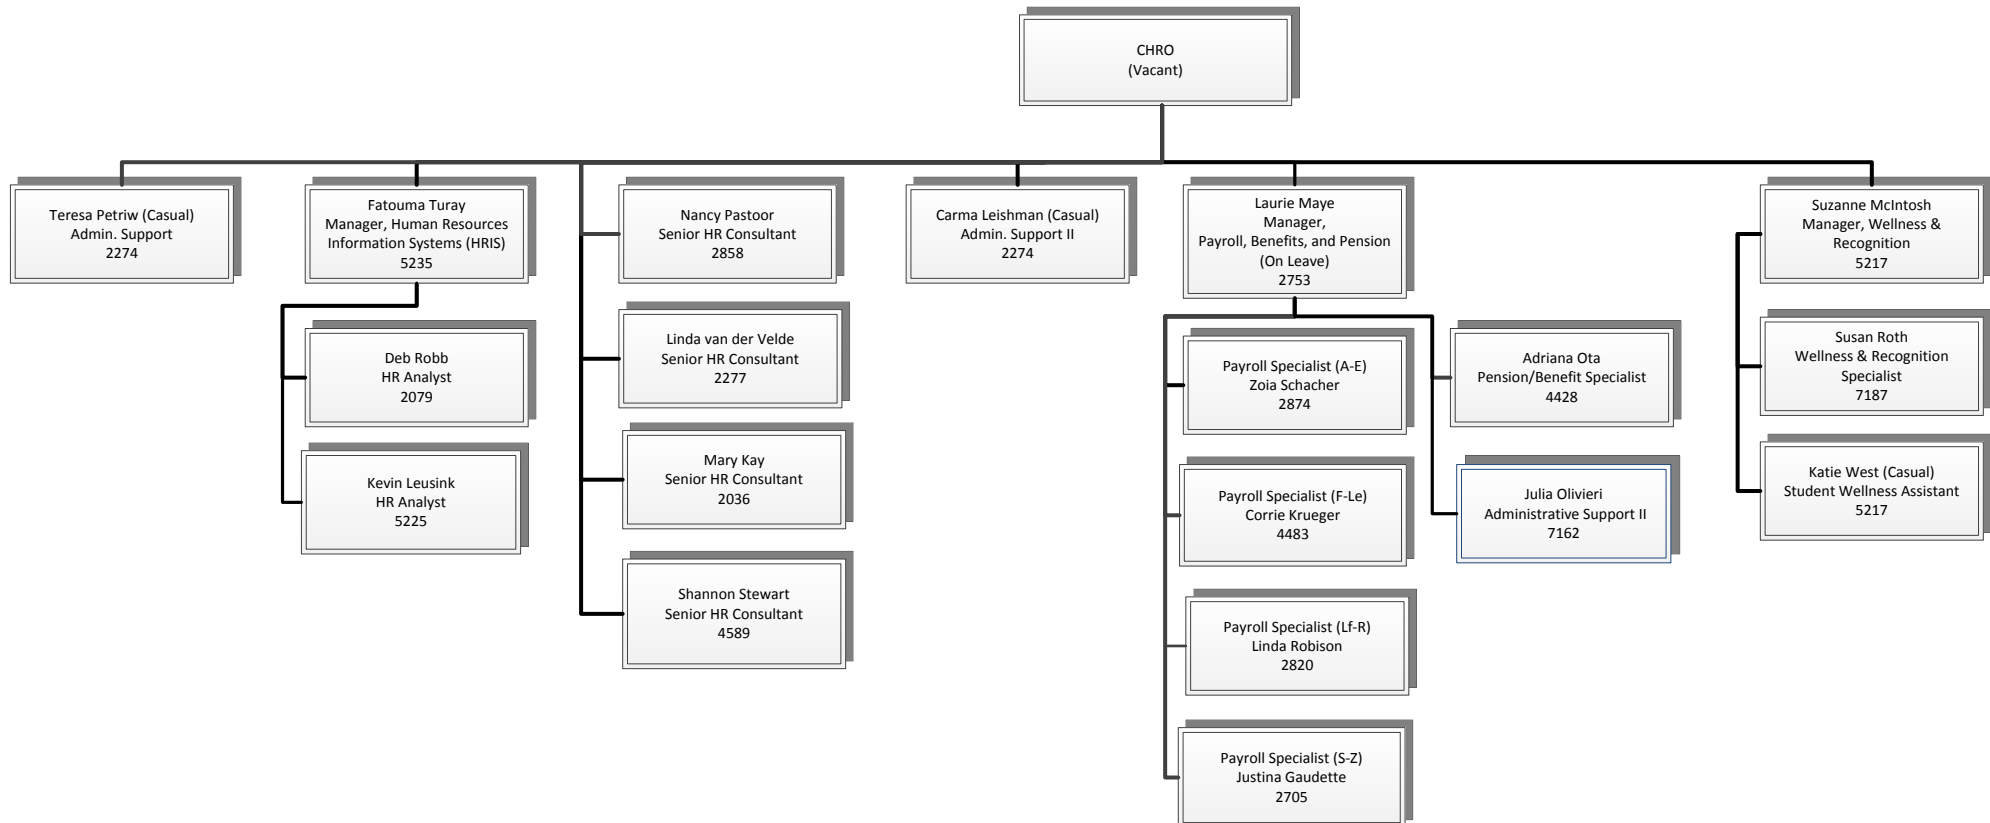 CHRO
(Vacant)
Teresa Petriw (Casual)
Admin. Support
2274
Fatouma Turay
Manager, Human Resources
Information Systems (HRIS)
5235
Deb Robb
HR Analyst
2079
Kevin Leusink
HR Analyst
5225
Nancy Pastoor
Senior HR Consultant
2858
Linda van der Velde
Senior HR Consultant
2277
Mary Kay
Senior HR Consultant
2036
Shannon Stewart
Senior HR Consultant
4589
Carma Leishman (Casual)
Admin. Support II
2274
Laurie Maye
Manager,
Payroll, Benefits, and Pension
(On Leave)
2753
Payroll Specialist (A-E)
Zoia Schacher
2874
Payroll Specialist (F-Le)
Corrie Krueger
4483
Payroll Specialist (Lf-R)
Linda Robison
2820
Payroll Specialist (S-Z)
Justina Gaudette
2705
Adriana Ota
Pension/Benefit Specialist
4428
Julia Olivieri
Administrative Support II
7162
Suzanne McIntosh
Manager, Wellness &
Recognition
5217
Susan Roth
Wellness & Recognition
Specialist
7187
Katie West (Casual)
Student Wellness Assistant
5217